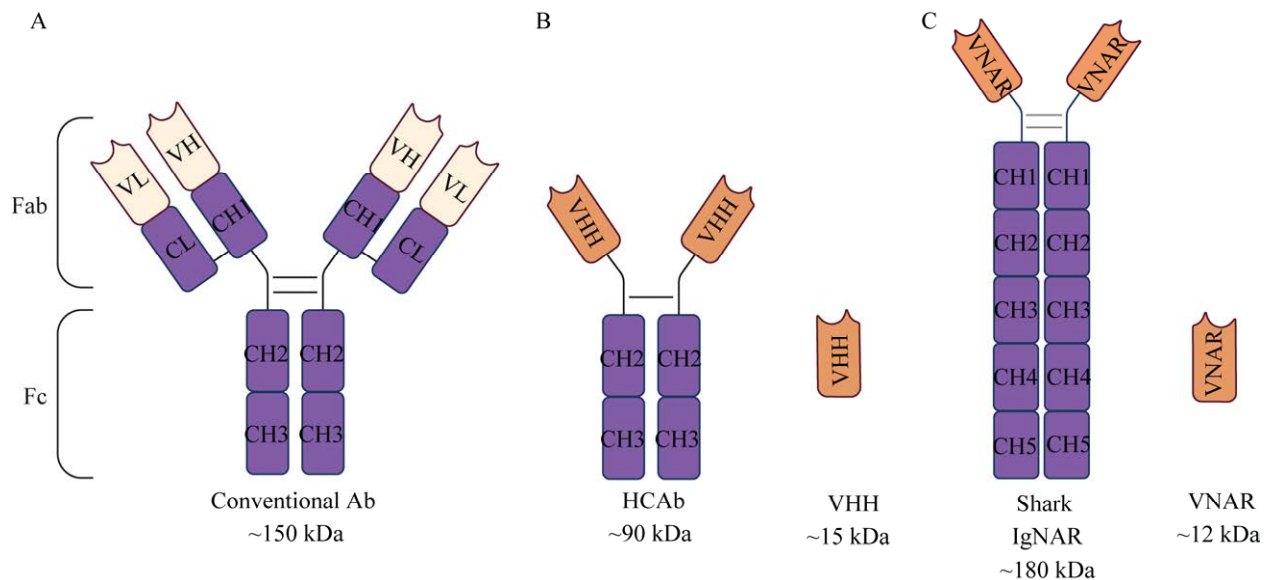 A
B
C
Fab
Fc
VL
VH
VH
VL
CL
CH1
CH1
CL
CH2
CH2
CH3
CH3
Conventional Ab
~150 kDa
VHH
VHH
CH2
CH2
CH3
CH3
HCAb
~90 kDa
VHH
VHH
~15 kDa
VNAR
VNAR
CH1
CH1
CH2
CH2
CH3
CH3
CH4
CH4
CH5
CH5
Shark
IgNAR
~180 kDa
VNAR
VNAR
~12 kDa